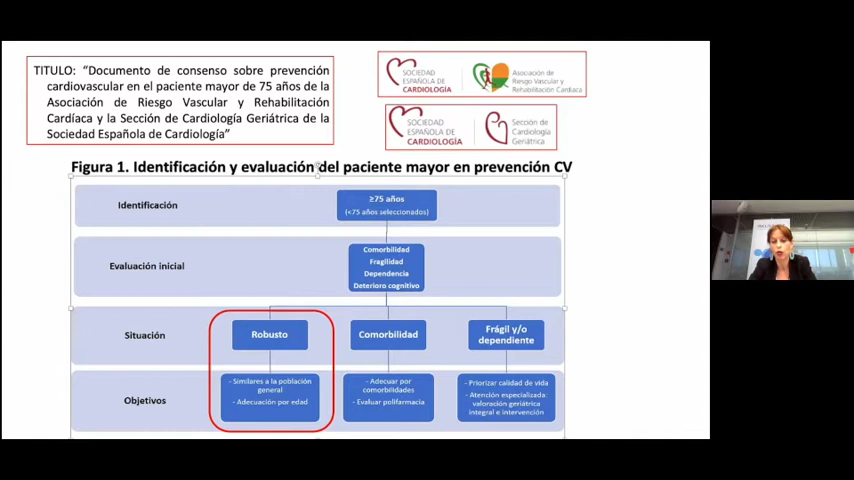 TITULO: “Documento de consenso sobre prevención
cardiovascular en el paciente mayor de 75 años de la
Asociación de Riesgo Vascular y Rehabilitación
Cardíaca y la Sección de Cardiología Geriátrica de la
Sociedad Española de Cardiología”
SOCIEDAD
ESPAÑOLA DE
CARDIOLOGÍA
Asociación de
Riesgo Vascular y
Rehabilitación Cardiaca
SOCIEDAD
ESPAÑOLA DE
CARDIOLOGÍA
Sección de
Cardiología
Geriátrica
Figura 1. Identificación y evaluación del paciente mayor en prevención CV
Identificación
≥75 años
(<75 años seleccionados)
Evaluación inicial
Comorbilidad
Fragilidad
Dependencia
Deterioro cognitivo
Situación
Robusto
Comorbilidad
Frágil y/o
dependiente
Objetivos
- Similares a la población
general
- Adecuación por edad
- Adecuar por
comorbilidades
- Evaluar polifarmacia
- Priorizar calidad de vida
- Atención especializada:
valoración geriátrica
integral e intervención